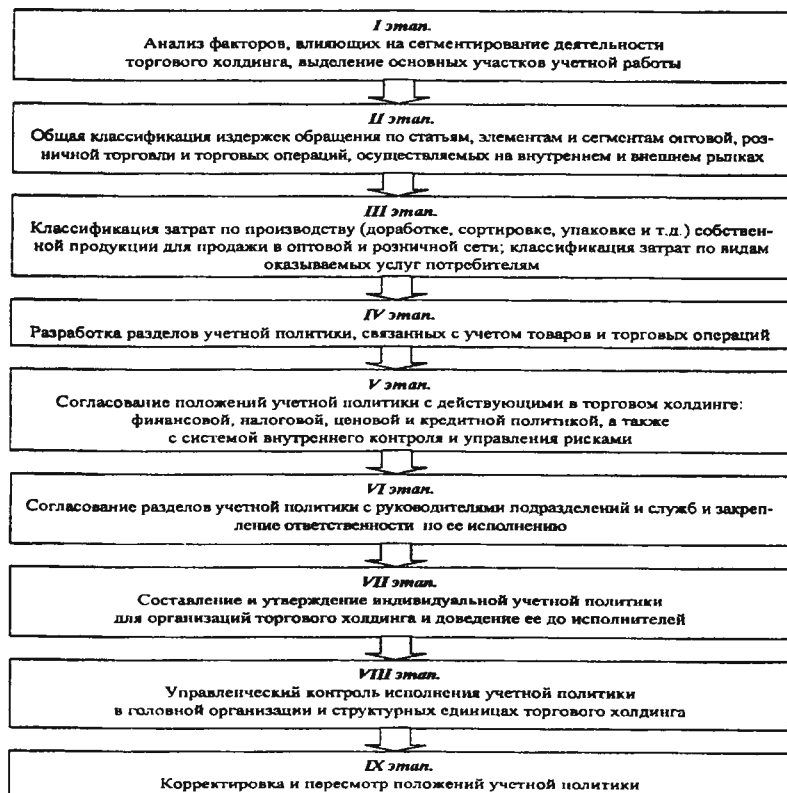 I этап.
Анализ факторов, влияющих на сегментирование деятельности
торгового холдинга, выделение основных участков учетной работы
II этап.
Общая классификация издержек обращения по статьям, элементам и сегментам оптовой, роз-
ничной торговли и торговых операций, осуществляемых на внутреннем и внешнем рынках
III этап.
Классификация затрат по производству (доработке, сортировке, упаковке и т.д.) собствен-
ной продукции для продажи в оптовой и розничной сети; классификация затрат по видам
оказываемых услуг потребителям
IV этап.
Разработка разделов учетной политики, связанных с учетом товаров и торговых операций
V этап.
Согласование положений учетной политики с действующими в торговом холдинге:
финансовой, налоговой, ценовой и кредитной политикой, а также
с системой внутреннего контроля и управления рисками
VI этап.
Согласование разделов учетной политики с руководителями подразделений и служб и закреп-
ление ответственности по ее исполнению
VII этап.
Составление и утверждение индивидуальной учетной политики
для организаций торгового холдинга и доведение ее до исполнителей
VIII этап.
Управленческий контроль исполнения учетной политики
в головной организации и структурных единицах торгового холдинга
IX этап.
Корректировка и пересмотр положений учетной политики